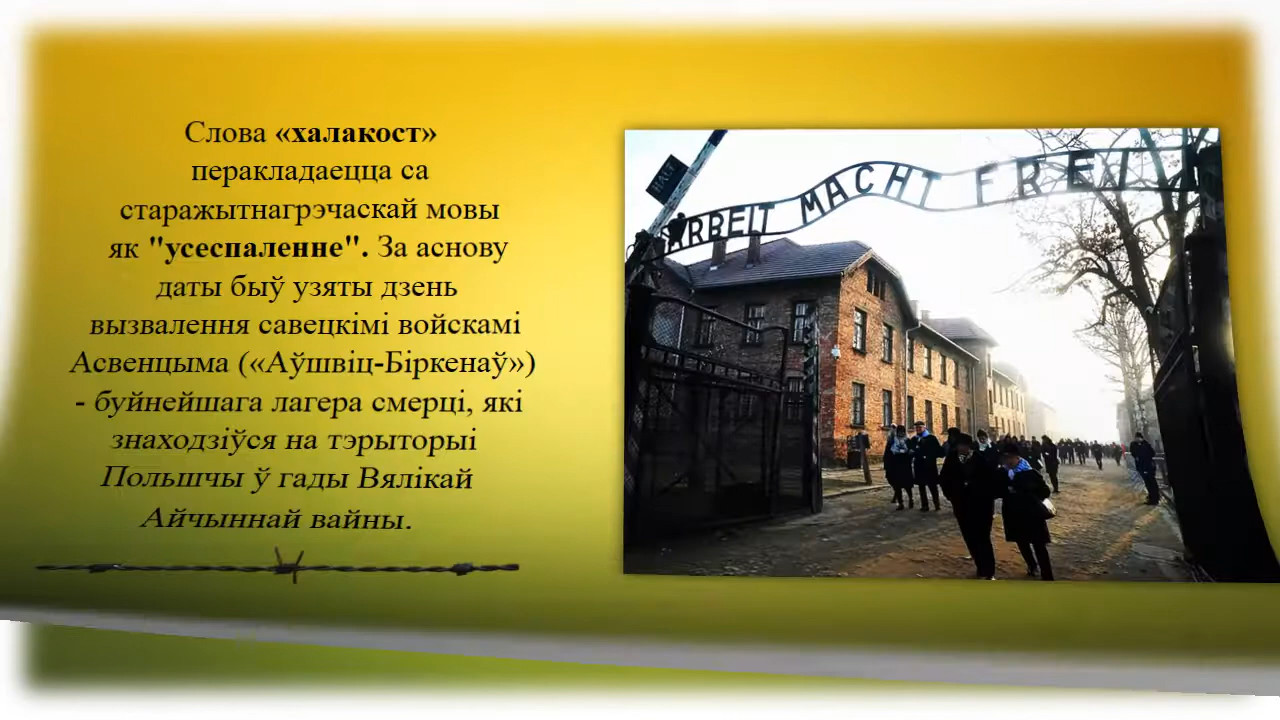 Слова «халакост»
перакладаецца са
старажытнагрэчаскай мовы
як "усеспаленне". За аснову
даты быў узяты дзень
вызвалення савецкімі войскамі
Асвенцыма («Аўшвіц-Біркенаў»)
- буйнейшага лагера смерці, які
знаходзіўся на тэрыторыі
Польшчы ў гады Вялікай
Айчыннай вайны.
HALT
ARBEIT MACHT FREI